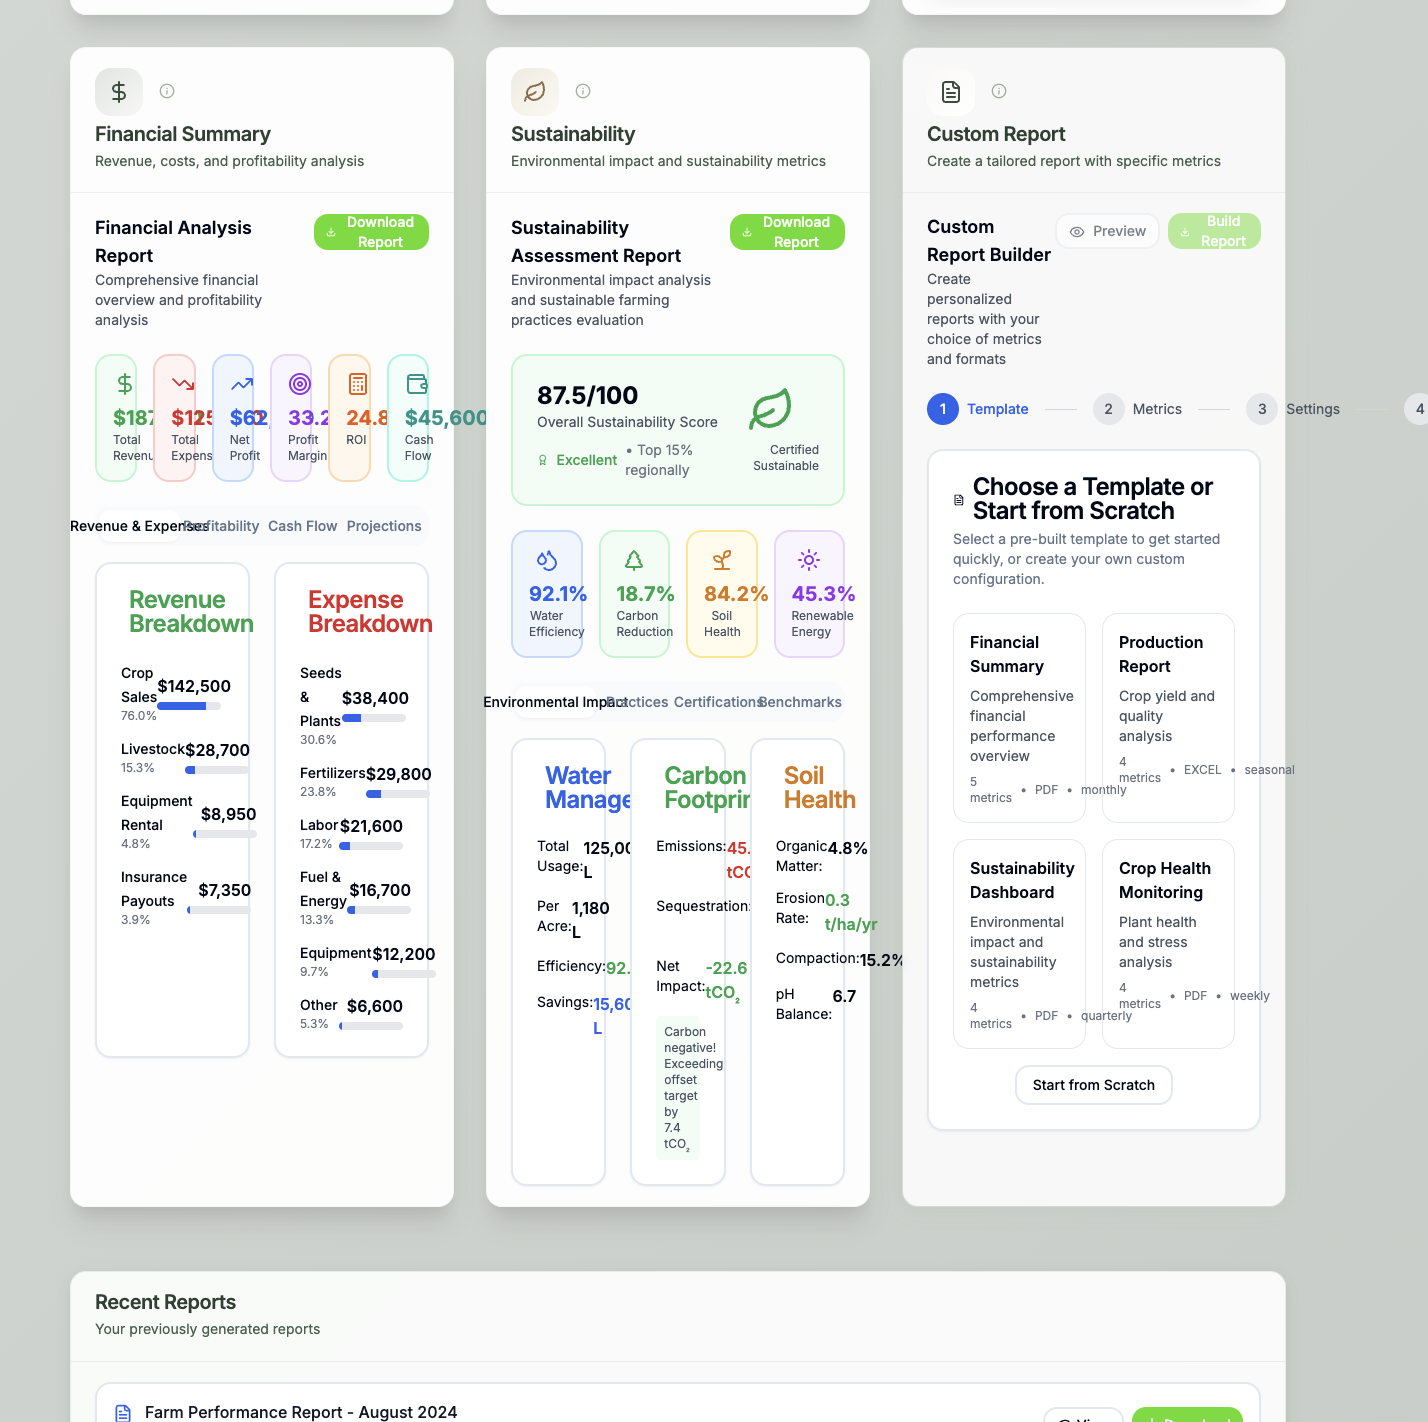 Financial Summary
Revenue, costs, and profitability analysis
Financial Analysis
Report
Download
Report
Comprehensive financial
overview and profitability
analysis
Total
Expens
Net
Profit
33.2
Profit
Margin
24.8
ROI
$45,600
Cash
Flow
Total
Revenu
Revenue & Expenses
Profitability
Cash Flow
Projections
Revenue
Breakdown
Crop
Sales
$142,500
76.0%
Livestock
$28,700
15.3%
Equipment
Rental
$8,950
4.8%
Insurance
Payouts
$7,350
3.9%
Expense
Breakdown
Seeds
&
Plants
$38,400
30.6%
Fertilizers
$29,800
23.8%
Labor
$21,600
17.2%
Fuel &
Energy
$16,700
13.3%
Equipment
$12,200
9.7%
Other
$6,600
5.3%
Sustainability
Environmental impact and sustainability metrics
Sustainability
Assessment Report
Download
Report
Environmental impact analysis
and sustainable farming
practices evaluation
87.5/100
Overall Sustainability Score
Excellent
• Top 15%
regionally
Certified
Sustainable
92.1%
Water
Efficiency
18.7%
Carbon
Reduction
84.2%
Soil
Health
45.3%
Renewable
Energy
Environmental Impact
Practices
Certifications
Benchmarks
Water
Manage
Total
Usage:
125,00
L
Per
Acre:
1,180
L
Efficiency:
92.
Savings:
15,60
L
Carbon
Footprin
Emissions:
45.
tCO
Sequestration:
Net
Impact:
-22.6
tCO₂
Carbon
negative!
Exceeding
offset
target
by
7.4
tCO₂
Soil
Health
Organic
Matter:
4.8%
Erosion
Rate:
0.3
t/ha/yr
Compaction:
15.2%
pH
Balance:
6.7
Custom Report
Create a tailored report with specific metrics
Custom
Report Builder
Preview
Build
Report
Create
personalized
reports with your
choice of metrics
and formats
1 Template
2 Metrics
3 Settings
4
Choose a Template or
Start from Scratch
Select a pre-built template to get started
quickly, or create your own custom
configuration.
Financial
Summary
Comprehensive
financial
performance
overview
5
metrics • PDF • monthly
Production
Report
Crop yield and
quality
analysis
4
metrics • EXCEL • seasonal
Sustainability
Dashboard
Environmental
impact and
sustainability
metrics
4
metrics • PDF • quarterly
Crop Health
Monitoring
Plant health
and stress
analysis
4
metrics • PDF • weekly
Start from Scratch
Recent Reports
Your previously generated reports
Farm Performance Report - August 2024